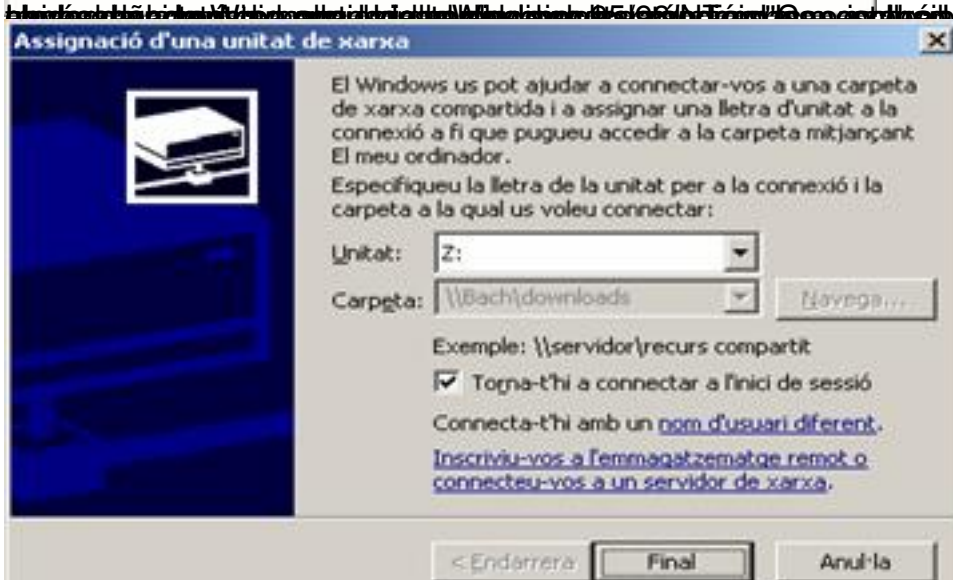 Assignació d'una unitat de xarxa
El Windows us pot ajudar a connectar-vos a una carpeta
de xarxa compartida i a assignar una lletra d'unitat a la
connexió a fi que pugueu accedir a la carpeta mitjançant
El meu ordinador.
Especifiqueu la lletra de la unitat per a la connexió i la
carpeta a la qual us voleu connectar:
Unitat: Z:
Carpeta: \\Bach\downloads Navega...
Exemple: \\servidor\recurs compartit
Torna-t'hi a connectar a l'inici de sessió
Connecta-t'hi amb un nom d'usuari diferent.
Inscriviu-vos a l'emmagatzematge remot o
connecteu-vos a un servidor de xarxa.
< Endarrera Final Anul·la